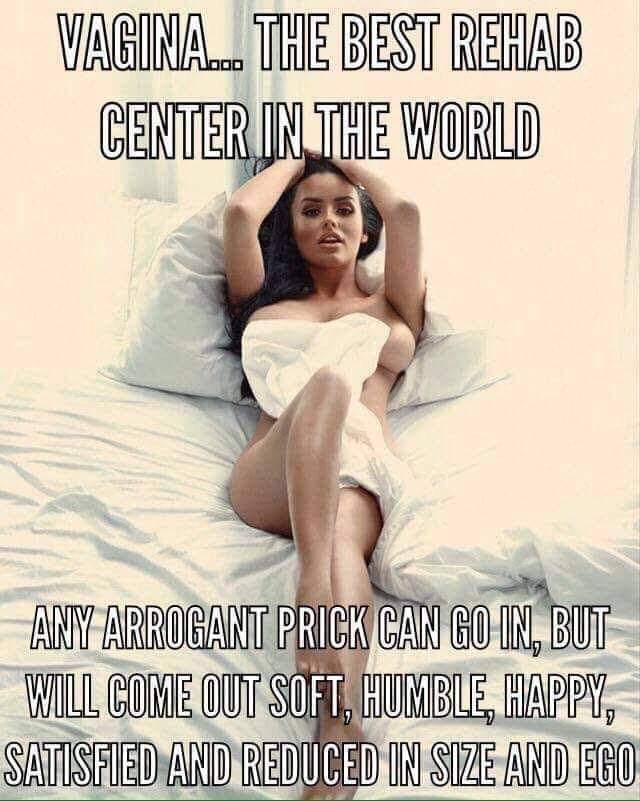 VAGINA... THE BEST REHAB
CENTER IN THE WORLD
ANY ARROGANT PRICK CAN GO IN, BUT
WILL COME OUT SOFT, HUMBLE, HAPPY,
SATISFIED AND REDUCED IN SIZE AND EGO